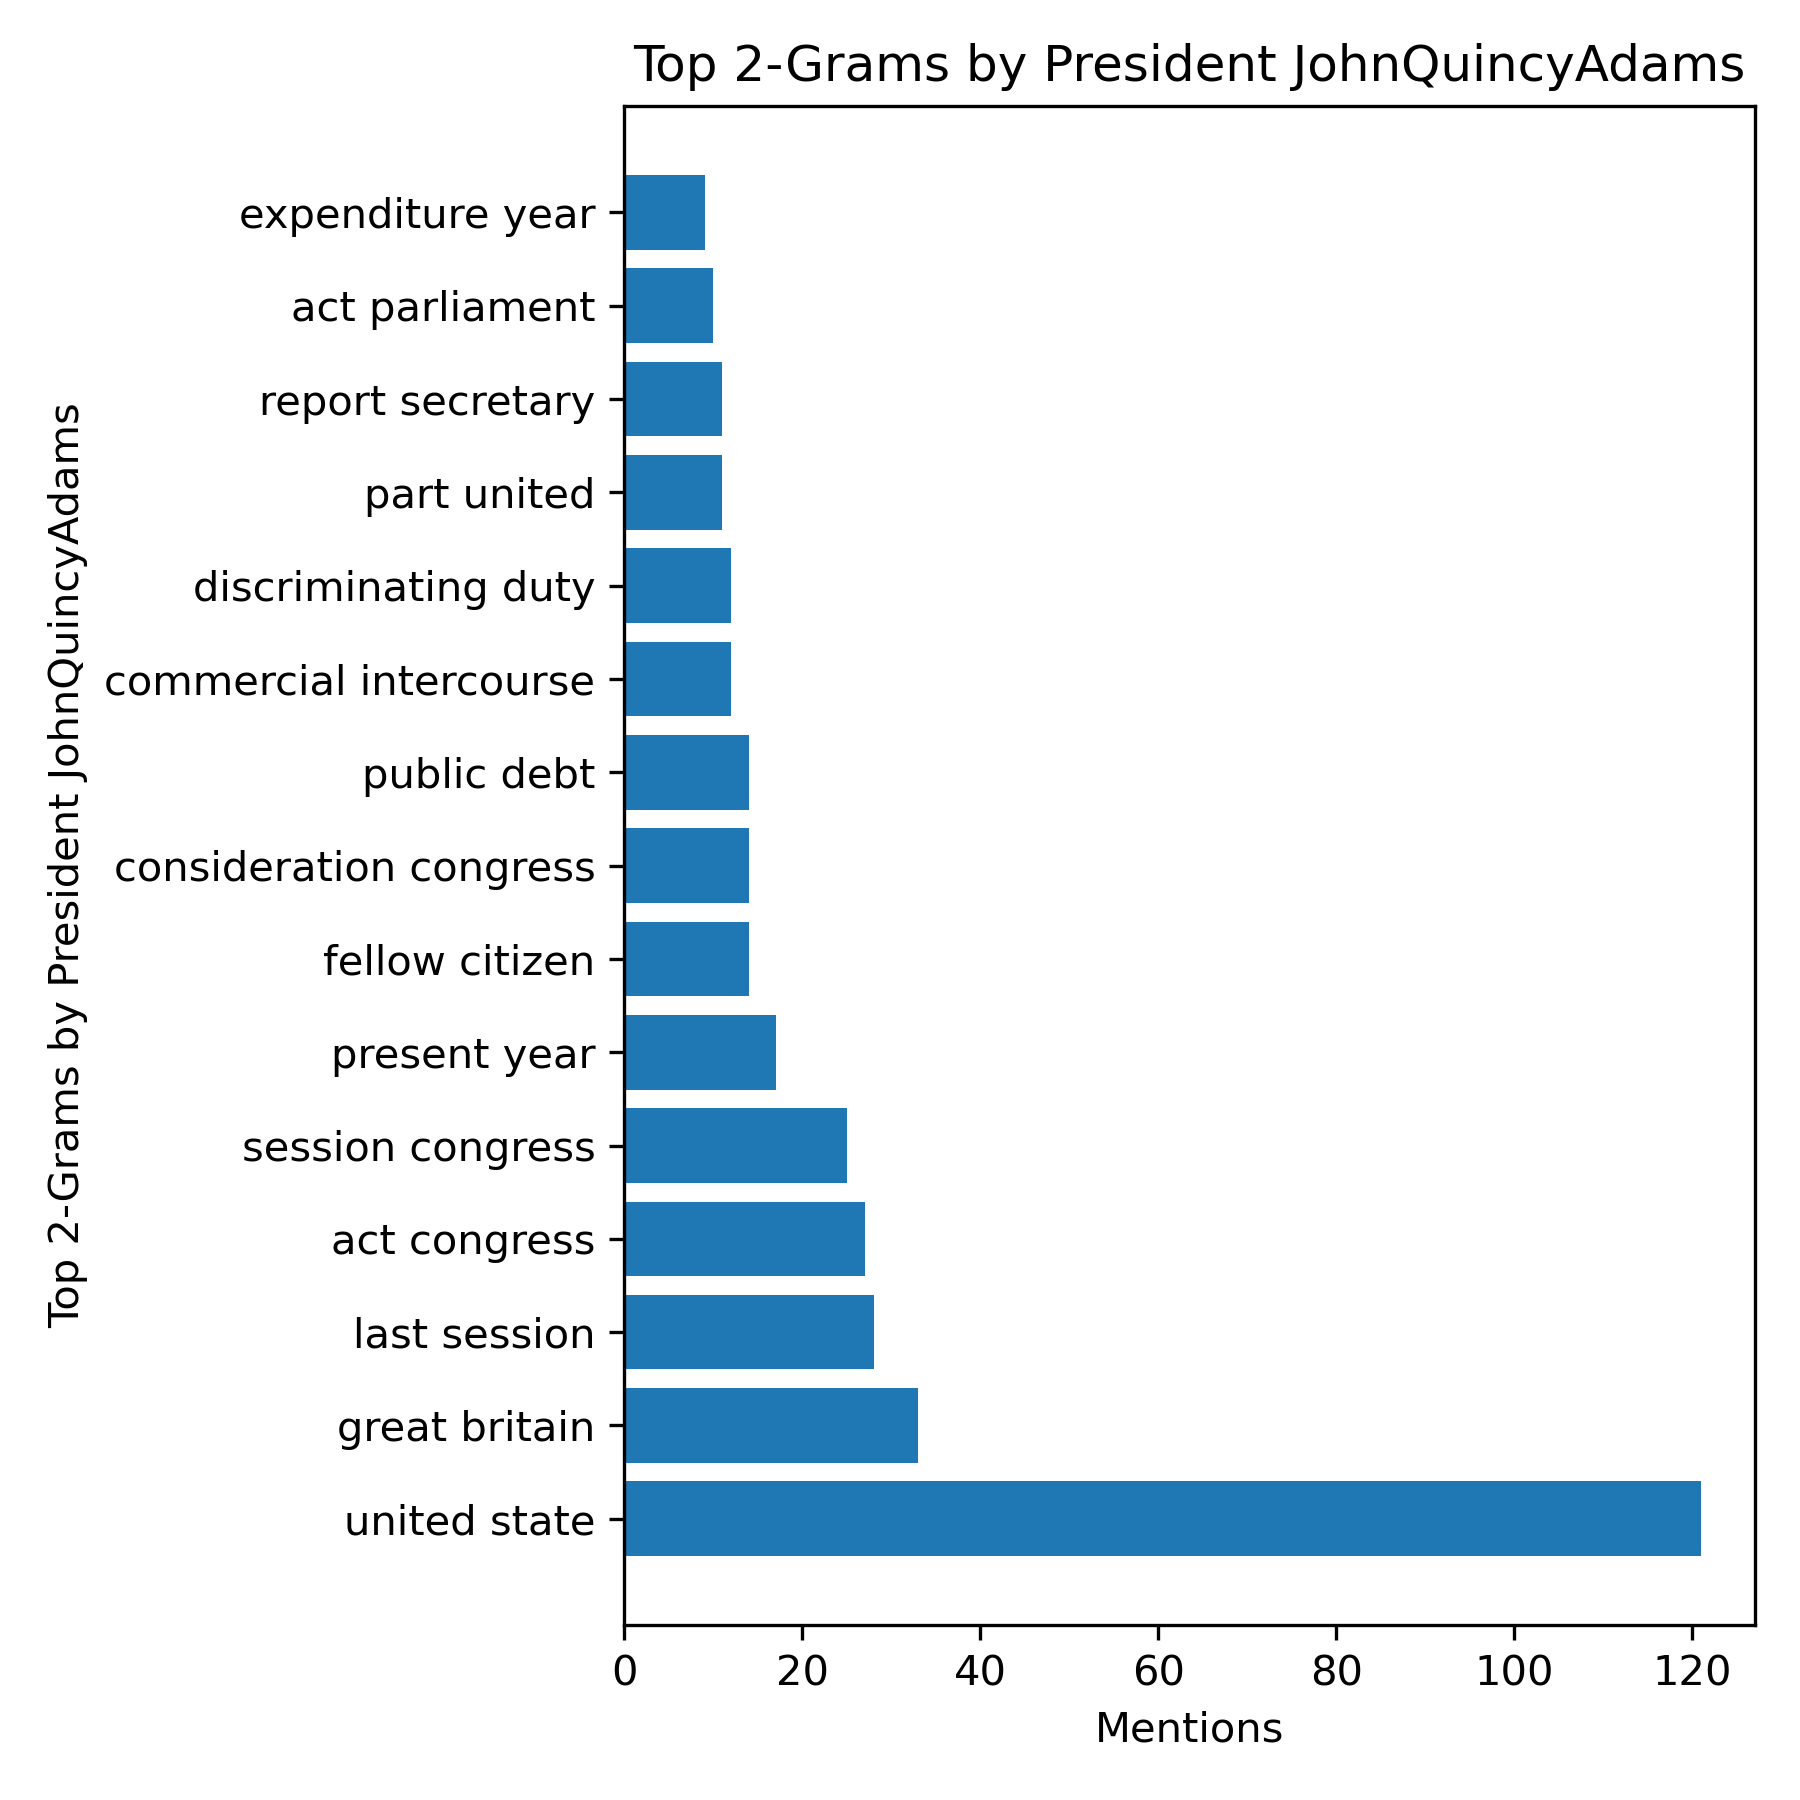 Top 2-Grams by President JohnQuincyAdams
Top 2-Grams by President JohnQuincyAdams
expenditure year
act parliament
report secretary
part united
discriminating duty
commercial intercourse
public debt
consideration congress
fellow citizen
present year
session congress
act congress
last session
great britain
united state
0 20 40 60 80 100 120
Mentions